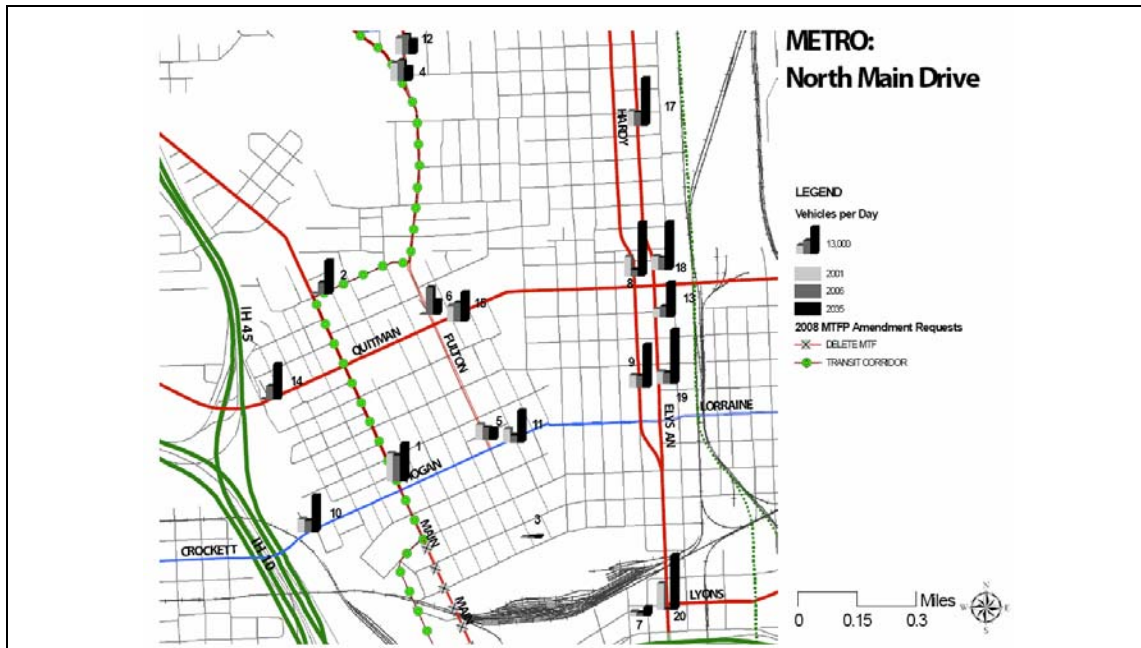 METRO:
North Main Drive
LEGEND
Vehicles per Day
13,000
2001
2006
2035
2008 MTFP Amendment Requests
DELETE MTF
TRANSIT CORRIDOR
12
4
17
HARDY
2
8
18
IH 45
6
15
13
QUITMAN
FULTON
14
9
19
LORRAINE
ELYS AN
5
11
1
HOGAN
10
3
MAIN
CROCKETT
IH 10
MAIN
LYONS
7
20
Miles
0
0.15
0.3
N
W
E
S